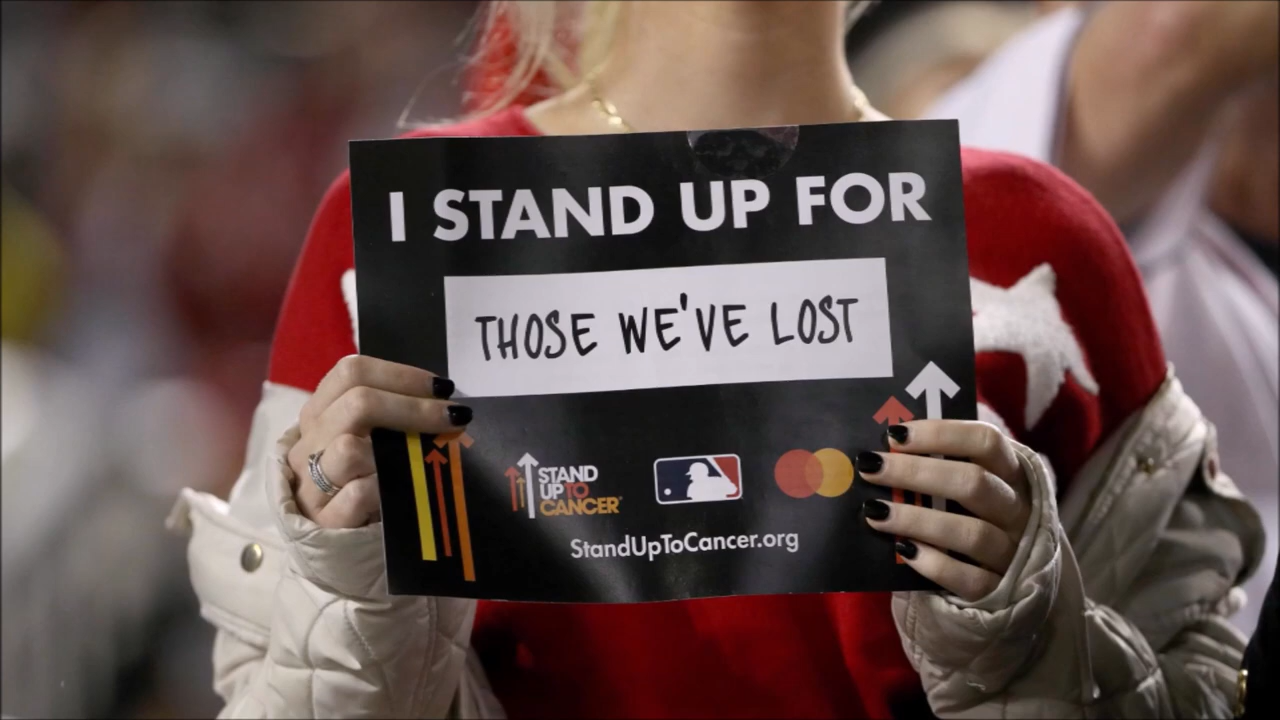 I STAND UP FOR
THOSE WE'VE LOST
STAND
UP TO
CANCER
StandUpToCancer.org